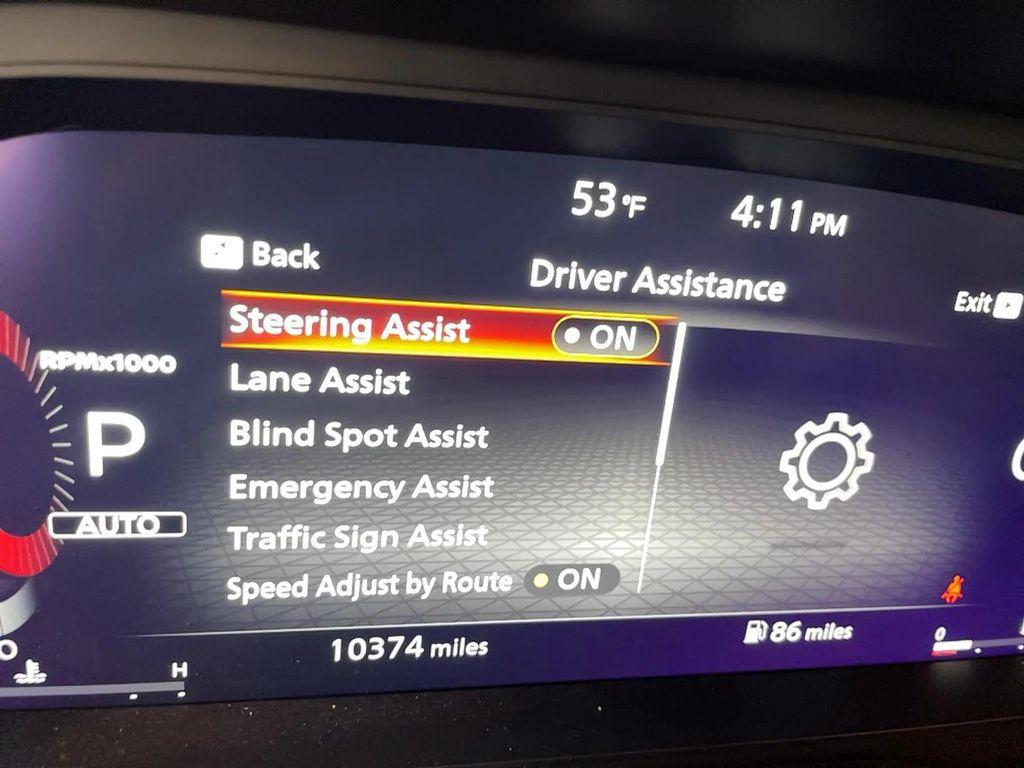 53 °F 4:11 PM
Back
Driver Assistance
Exit
Steering Assist ON
RPMx1000
Lane Assist
P
Blind Spot Assist
Emergency Assist
AUTO
Traffic Sign Assist
Speed Adjust by Route ON
10374 miles
86 miles
0
H